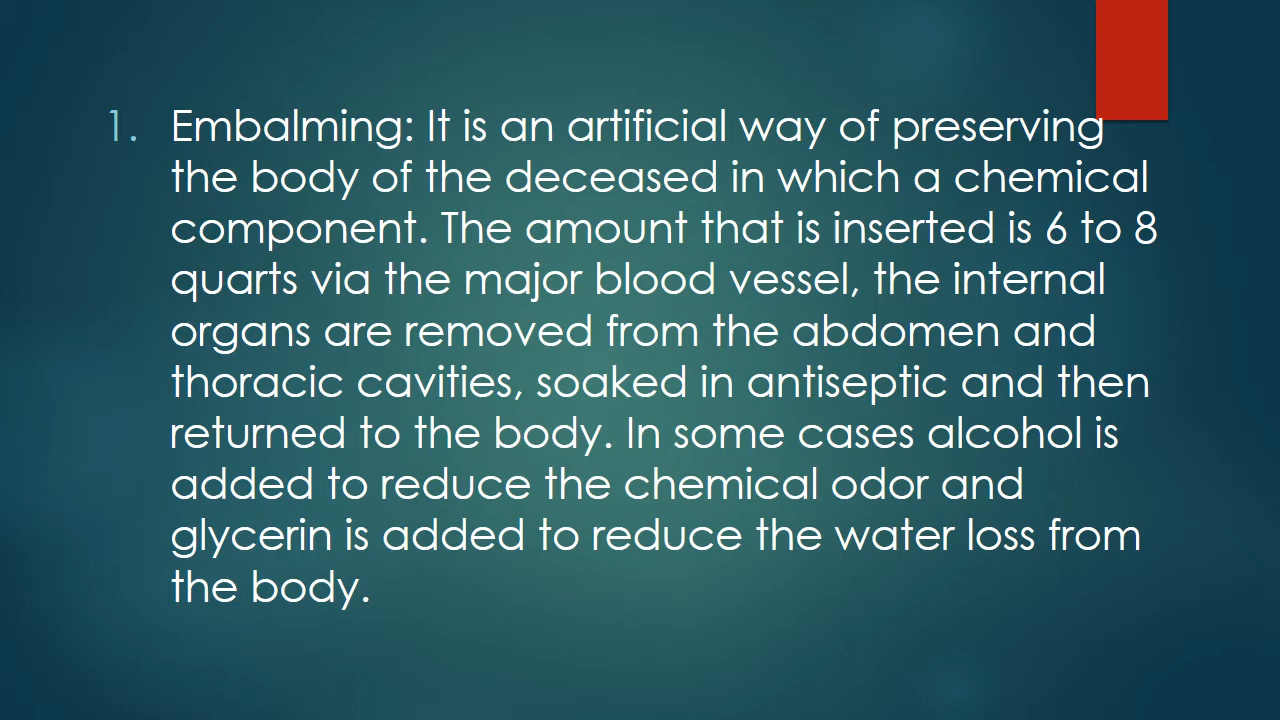 1. Embalming: It is an artificial way of preserving
the body of the deceased in which a chemical
component. The amount that is inserted is 6 to 8
quarts via the major blood vessel, the internal
organs are removed from the abdomen and
thoracic cavities, soaked in antiseptic and then
returned to the body. In some cases alcohol is
added to reduce the chemical odor and
glycerin is added to reduce the water loss from
the body.